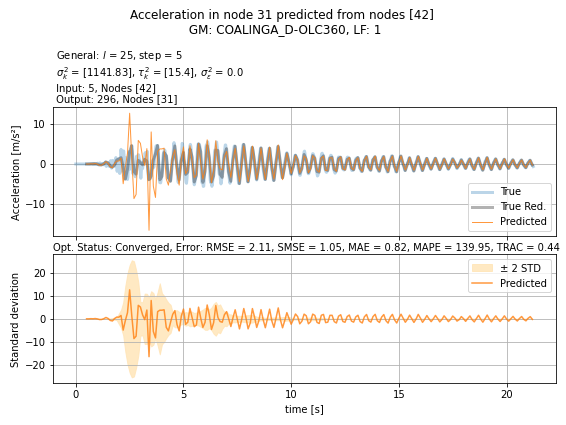 Acceleration in node 31 predicted from nodes [42]
GM: COALINGA_D-OLC360, LF: 1
General: l = 25, step = 5
σ_k^2 = [1141.83], τ_k^2 = [15.4], σ_ε^2 = 0.0
Input: 5, Nodes [42]
Output: 296, Nodes [31]
Acceleration [m/s²]
10
0
−10
True
True Red.
Predicted
Opt. Status: Converged, Error: RMSE = 2.11, SMSE = 1.05, MAE = 0.82, MAPE = 139.95, TRAC = 0.44
Standard deviation
20
10
0
−10
−20
± 2 STD
Predicted
0 5 10 15 20
time [s]